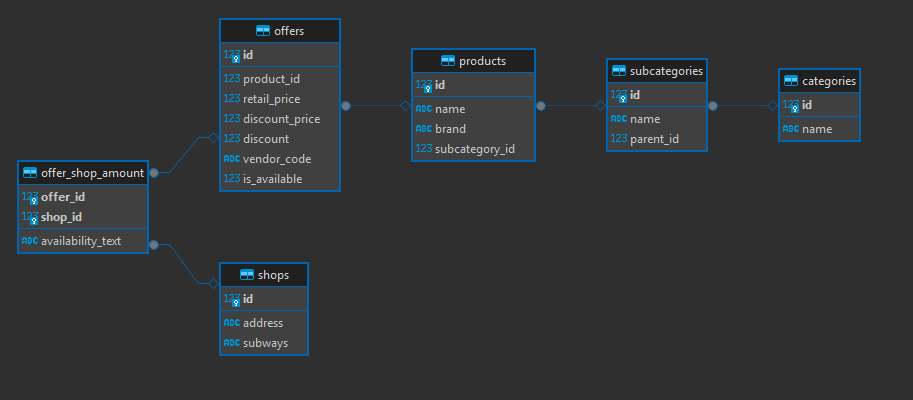 offers
123 id
123 product_id
123 retail_price
123 discount_price
123 discount
ABC vendor_code
123 is_available
products
123 id
ABC name
ABC brand
123 subcategory_id
subcategories
123 id
ABC name
123 parent_id
categories
123 id
ABC name
offer_shop_amount
123 offer_id
123 shop_id
ABC availability_text
shops
123 id
ABC address
ABC subways